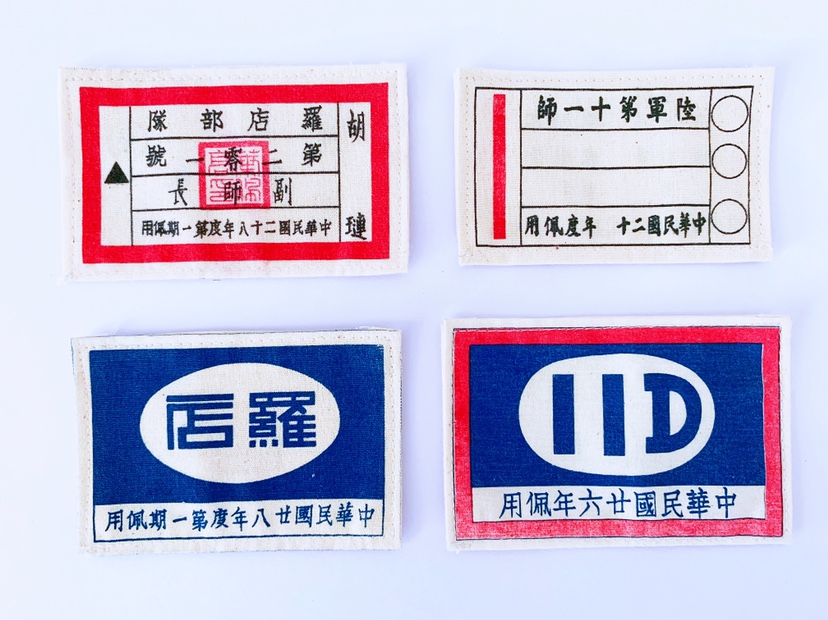 胡璉
羅店部隊
第二零一號
副師長
中華民國二十八年度第一期佩用
陸軍第十一師
中華民國二十 年度佩用
羅店
中華民國廿八年度第一期佩用
11D
中華民國廿六年佩用